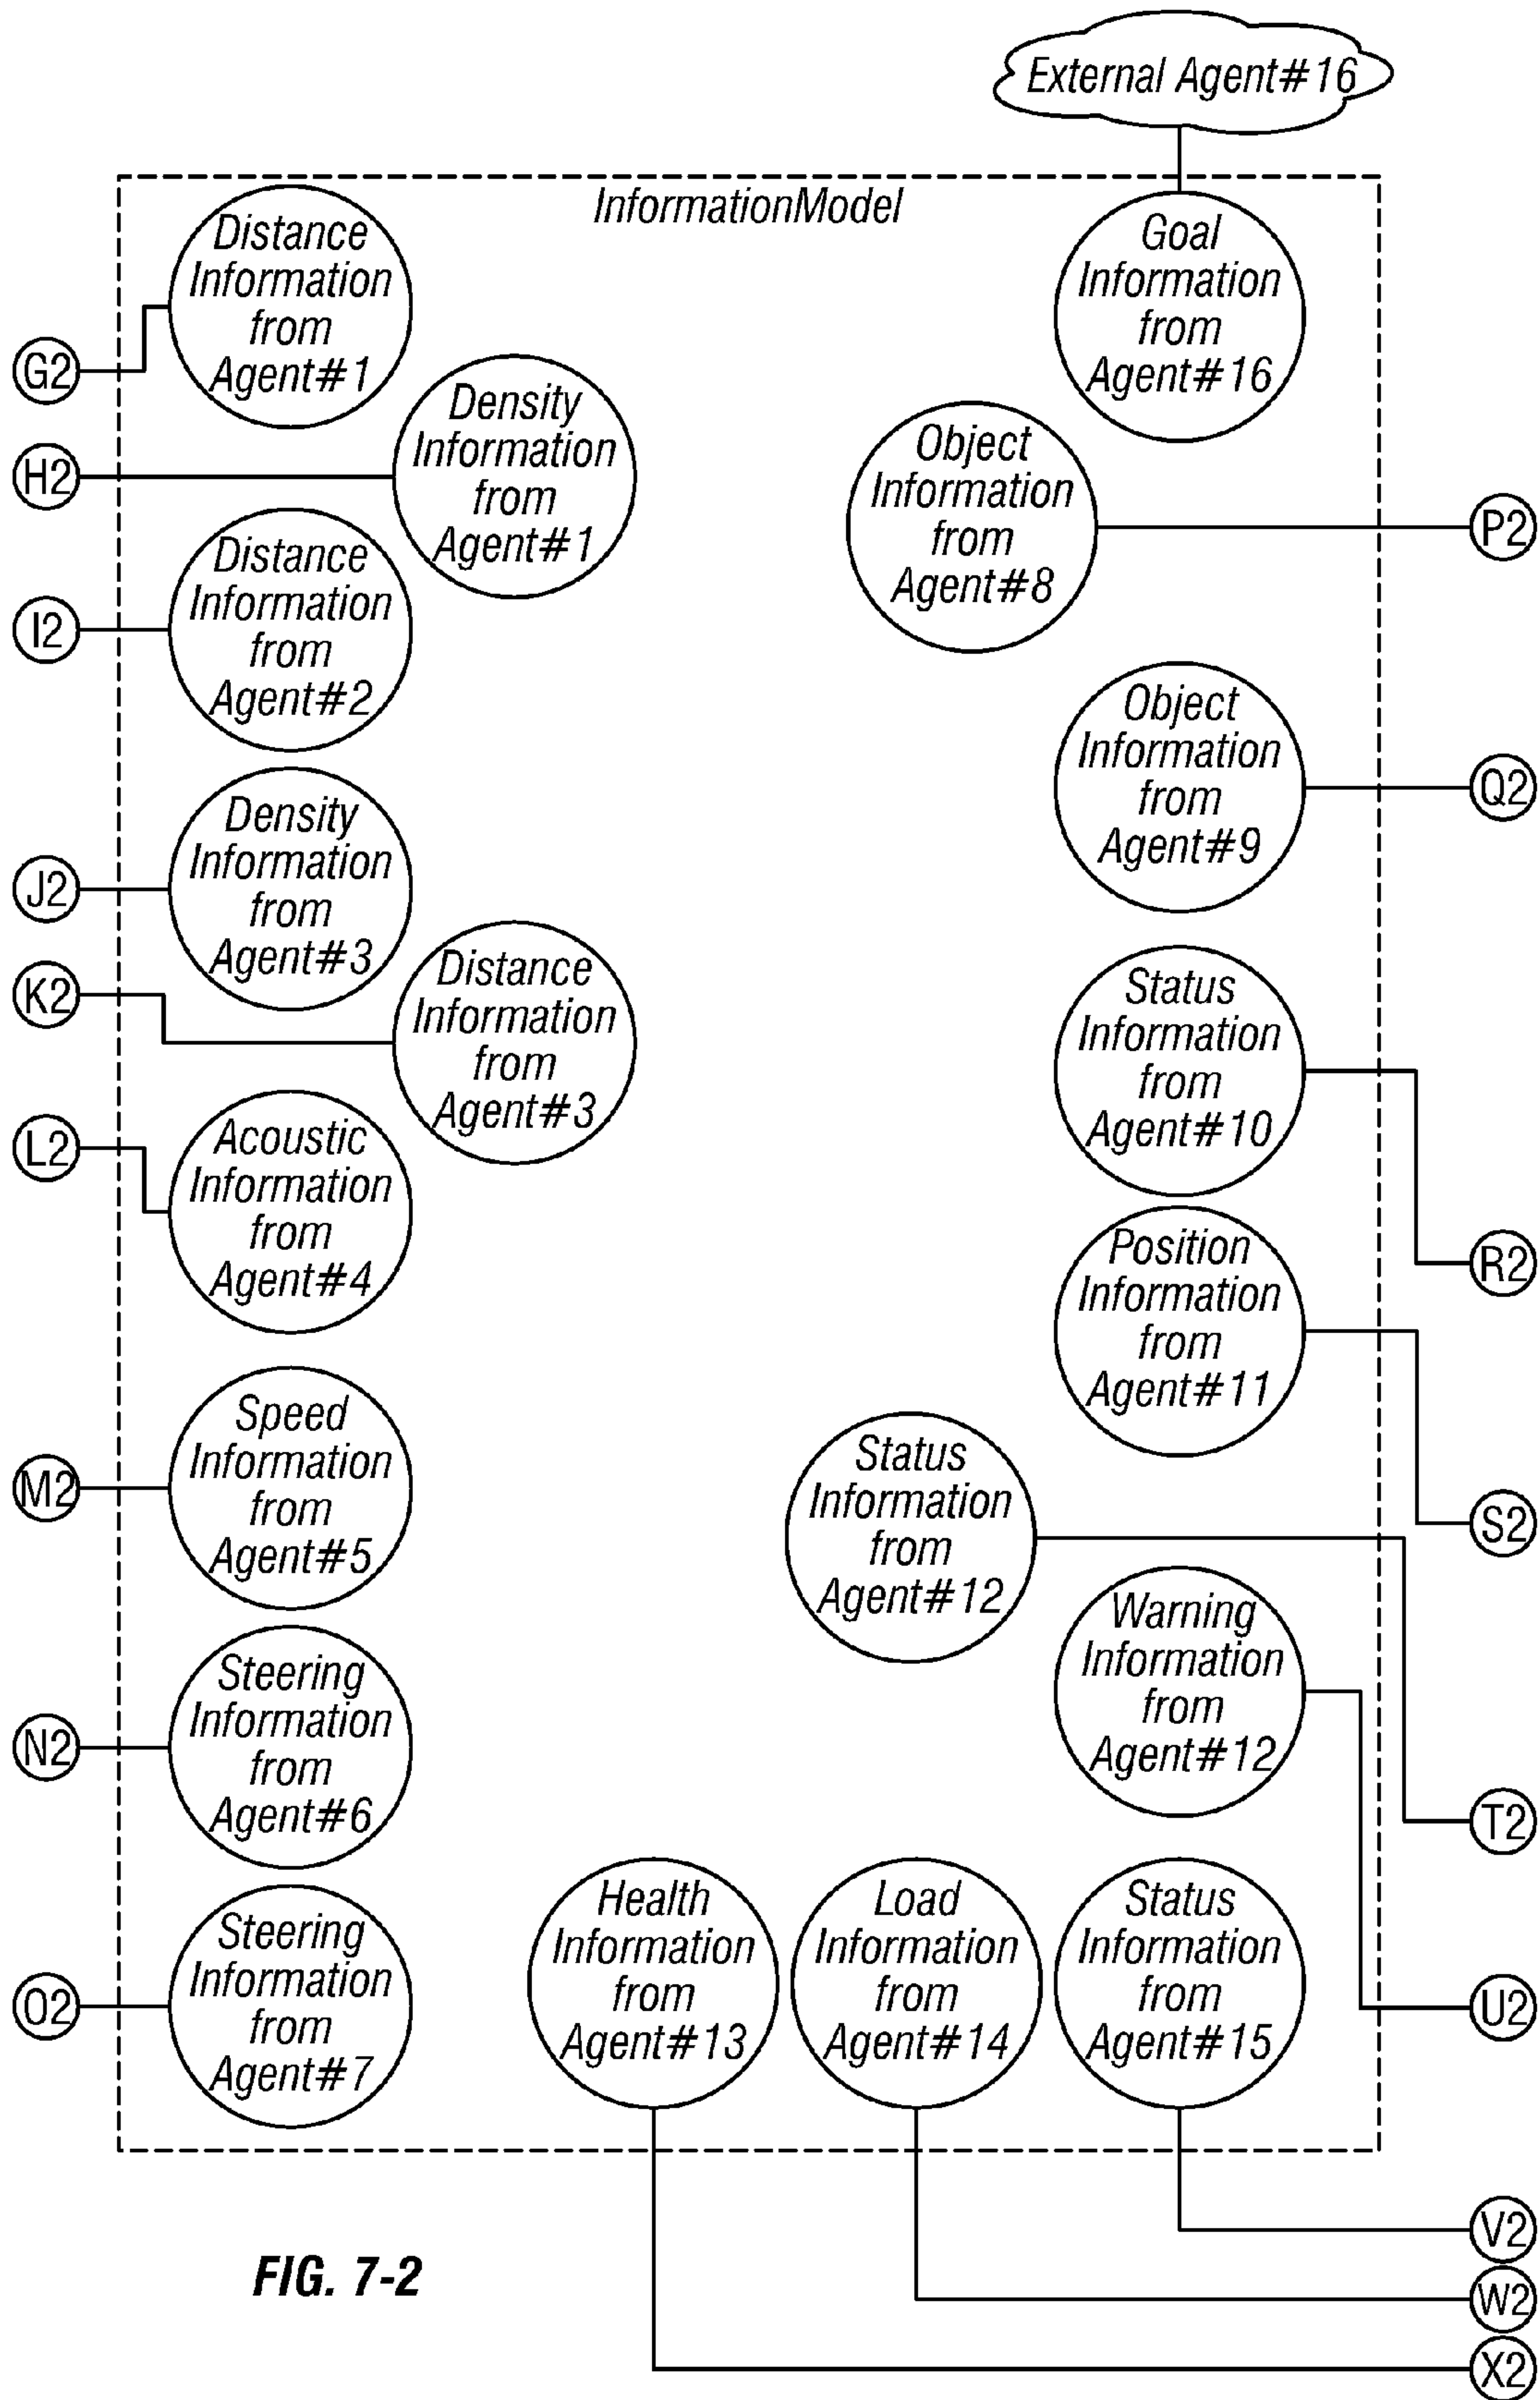 External Agent#16
InformationModel
Distance
Information
from
Agent#1
Goal
Information
from
Agent#16
G2
Density
Information
from
Agent#1
H2
Object
Information
from
Agent#8
P2
Distance
Information
from
Agent#2
I2
Object
Information
from
Agent#9
Q2
Density
Information
from
Agent#3
J2
Distance
Information
from
Agent#3
K2
Status
Information
from
Agent#10
R2
Acoustic
Information
from
Agent#4
L2
Position
Information
from
Agent#11
S2
Speed
Information
from
Agent#5
M2
Status
Information
from
Agent#12
T2
Warning
Information
from
Agent#12
U2
Steering
Information
from
Agent#6
N2
Steering
Information
from
Agent#7
O2
Health
Information
from
Agent#13
Load
Information
from
Agent#14
Status
Information
from
Agent#15
V2
W2
X2
FIG. 7-2